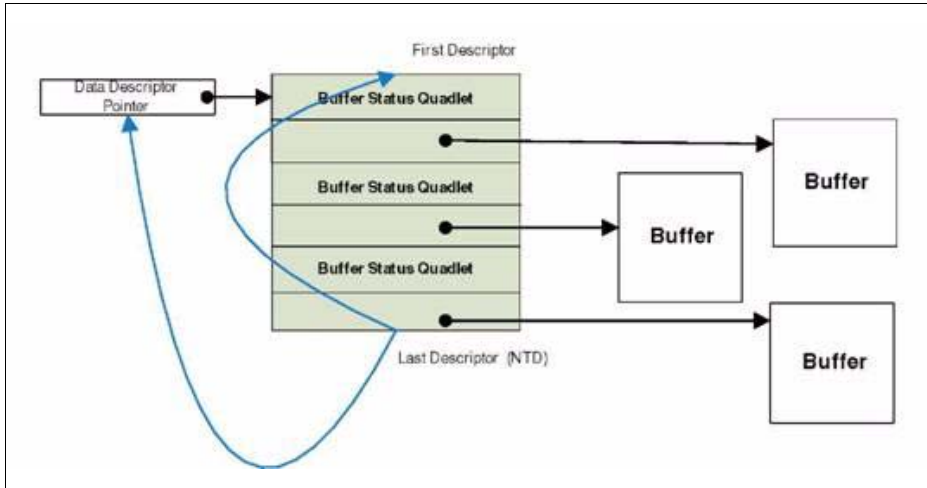 First Descriptor
Data Descriptor
Pointer
Buffer Status Quadlet
Buffer
Buffer Status Quadlet
Buffer
Buffer Status Quadlet
Last Descriptor (NTD)
Buffer